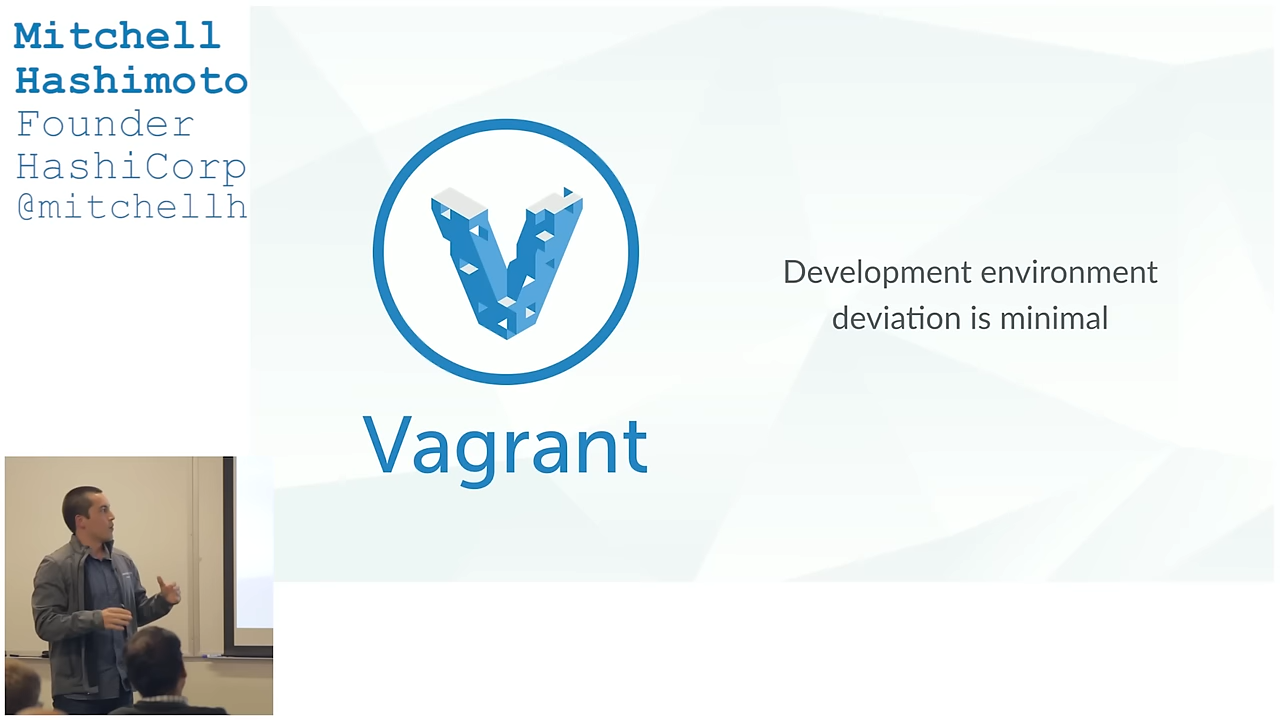 Mitchell
Hashimoto
Founder
HashiCorp
@mitchellh
Vagrant
Development environment
deviation is minimal